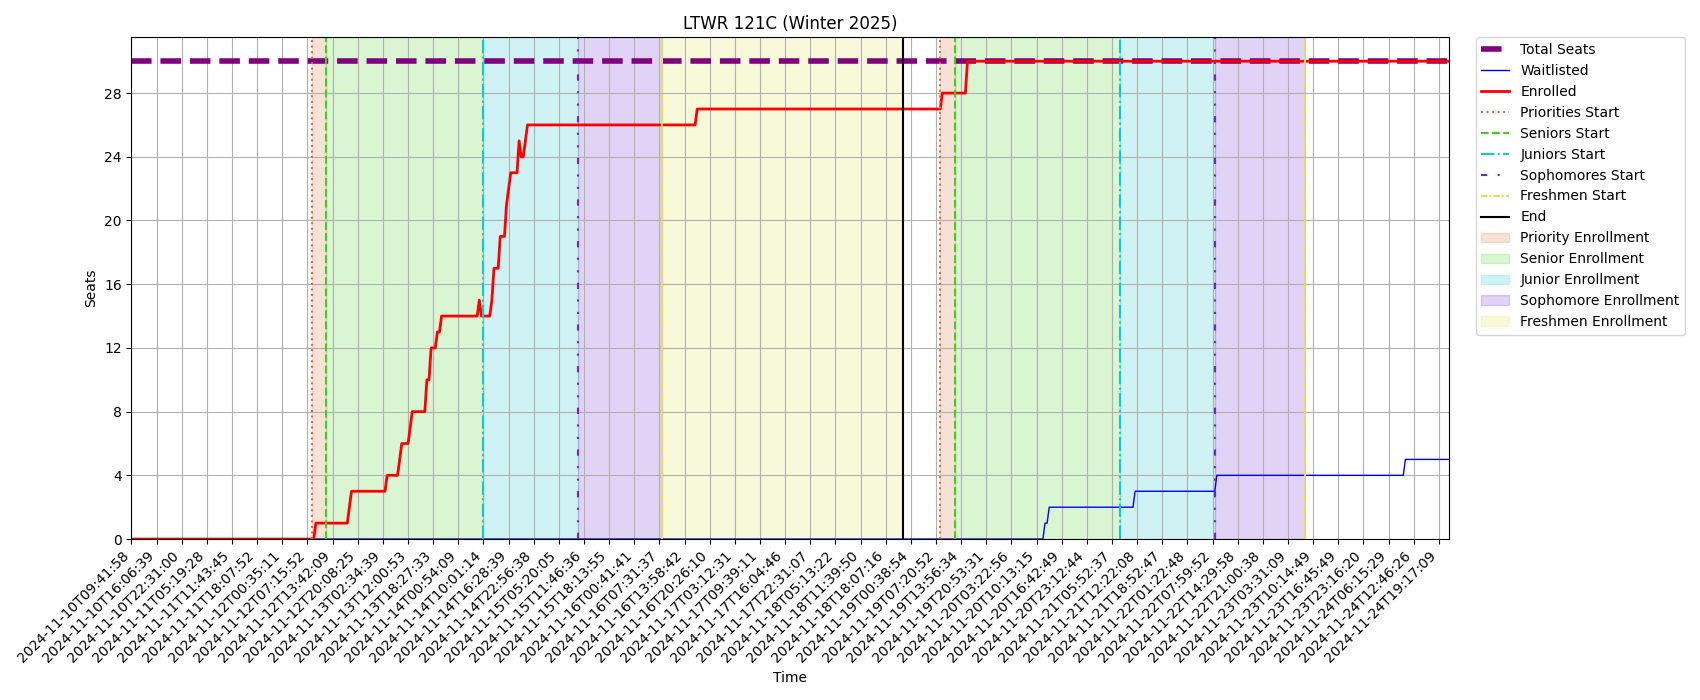 LTWR 121C (Winter 2025)
Total Seats
Waitlisted
Enrolled
Priorities Start
Seniors Start
Juniors Start
Sophomores Start
Freshmen Start
End
Priority Enrollment
Senior Enrollment
Junior Enrollment
Sophomore Enrollment
Freshmen Enrollment
Seats
28
24
20
16
12
8
4
0
2024-11-10T09:41:58
2024-11-10T16:06:39
2024-11-10T22:31:00
2024-11-11T05:19:28
2024-11-11T11:43:45
2024-11-11T18:07:52
2024-11-12T00:35:11
2024-11-12T07:15:52
2024-11-12T13:42:09
2024-11-12T20:08:25
2024-11-13T02:34:39
2024-11-13T12:00:53
2024-11-13T18:27:33
2024-11-14T00:54:09
2024-11-14T10:01:14
2024-11-14T16:28:39
2024-11-14T22:56:38
2024-11-15T05:20:05
2024-11-15T11:46:36
2024-11-15T18:13:55
2024-11-16T00:41:41
2024-11-16T07:31:37
2024-11-16T13:58:42
2024-11-16T20:26:10
2024-11-17T03:12:31
2024-11-17T09:39:11
2024-11-17T16:04:46
2024-11-17T22:31:07
2024-11-18T05:13:22
2024-11-18T11:39:50
2024-11-18T18:07:16
2024-11-19T00:38:54
2024-11-19T07:20:52
2024-11-19T13:56:34
2024-11-19T20:53:31
2024-11-20T03:22:56
2024-11-20T10:13:15
2024-11-20T16:42:49
2024-11-20T23:12:44
2024-11-21T05:52:37
2024-11-21T12:22:08
2024-11-21T18:52:47
2024-11-22T01:22:48
2024-11-22T07:59:52
2024-11-22T14:29:58
2024-11-22T21:00:38
2024-11-23T03:31:09
2024-11-23T10:14:49
2024-11-23T16:45:49
2024-11-23T23:16:20
2024-11-24T06:15:29
2024-11-24T12:46:26
2024-11-24T19:17:09
Time